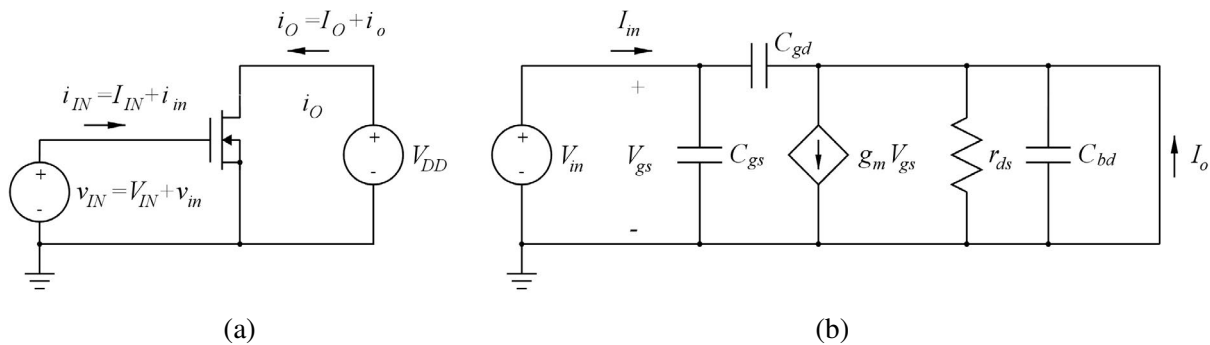 i_O = I_O + i_o
i_IN = I_IN + i_in
i_O
+
-
V_DD
+
-
v_IN = V_IN + v_in
(a)
I_in
C_gd
+
-
V_in
+
V_gs
-
C_gs
g_m V_gs
r_ds
C_bd
I_o
(b)